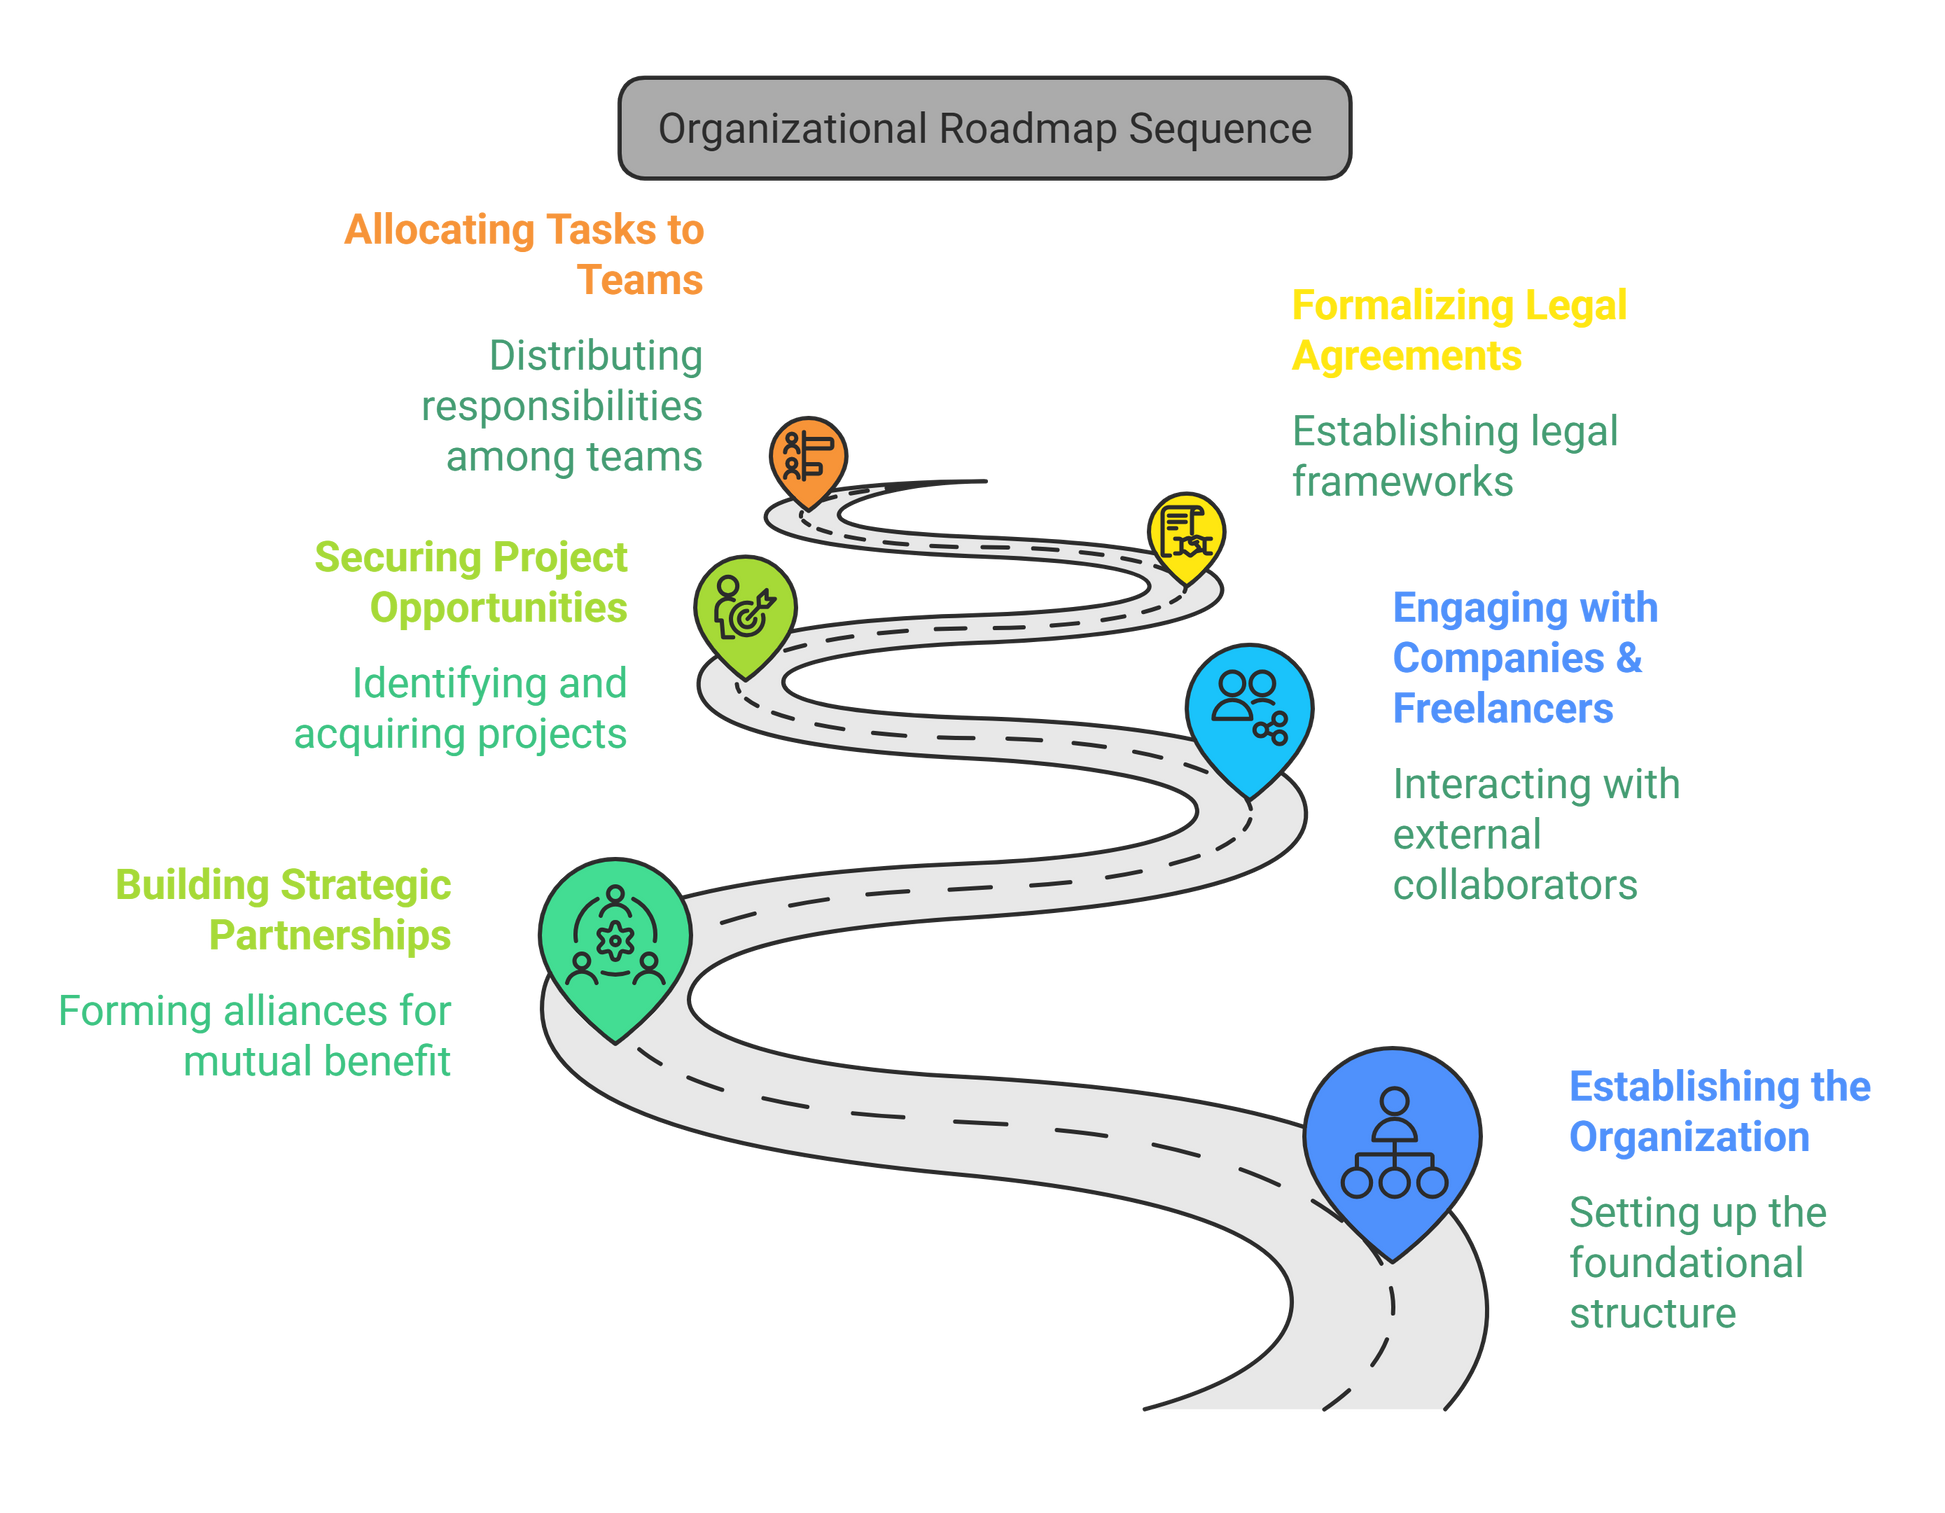 Organizational Roadmap Sequence
Allocating Tasks to
Teams
Distributing
responsibilities
among teams
Formalizing Legal
Agreements
Establishing legal
frameworks
Securing Project
Opportunities
Identifying and
acquiring projects
Engaging with
Companies &
Freelancers
Interacting with
external
collaborators
Building Strategic
Partnerships
Forming alliances for
mutual benefit
Establishing the
Organization
Setting up the
foundational
structure